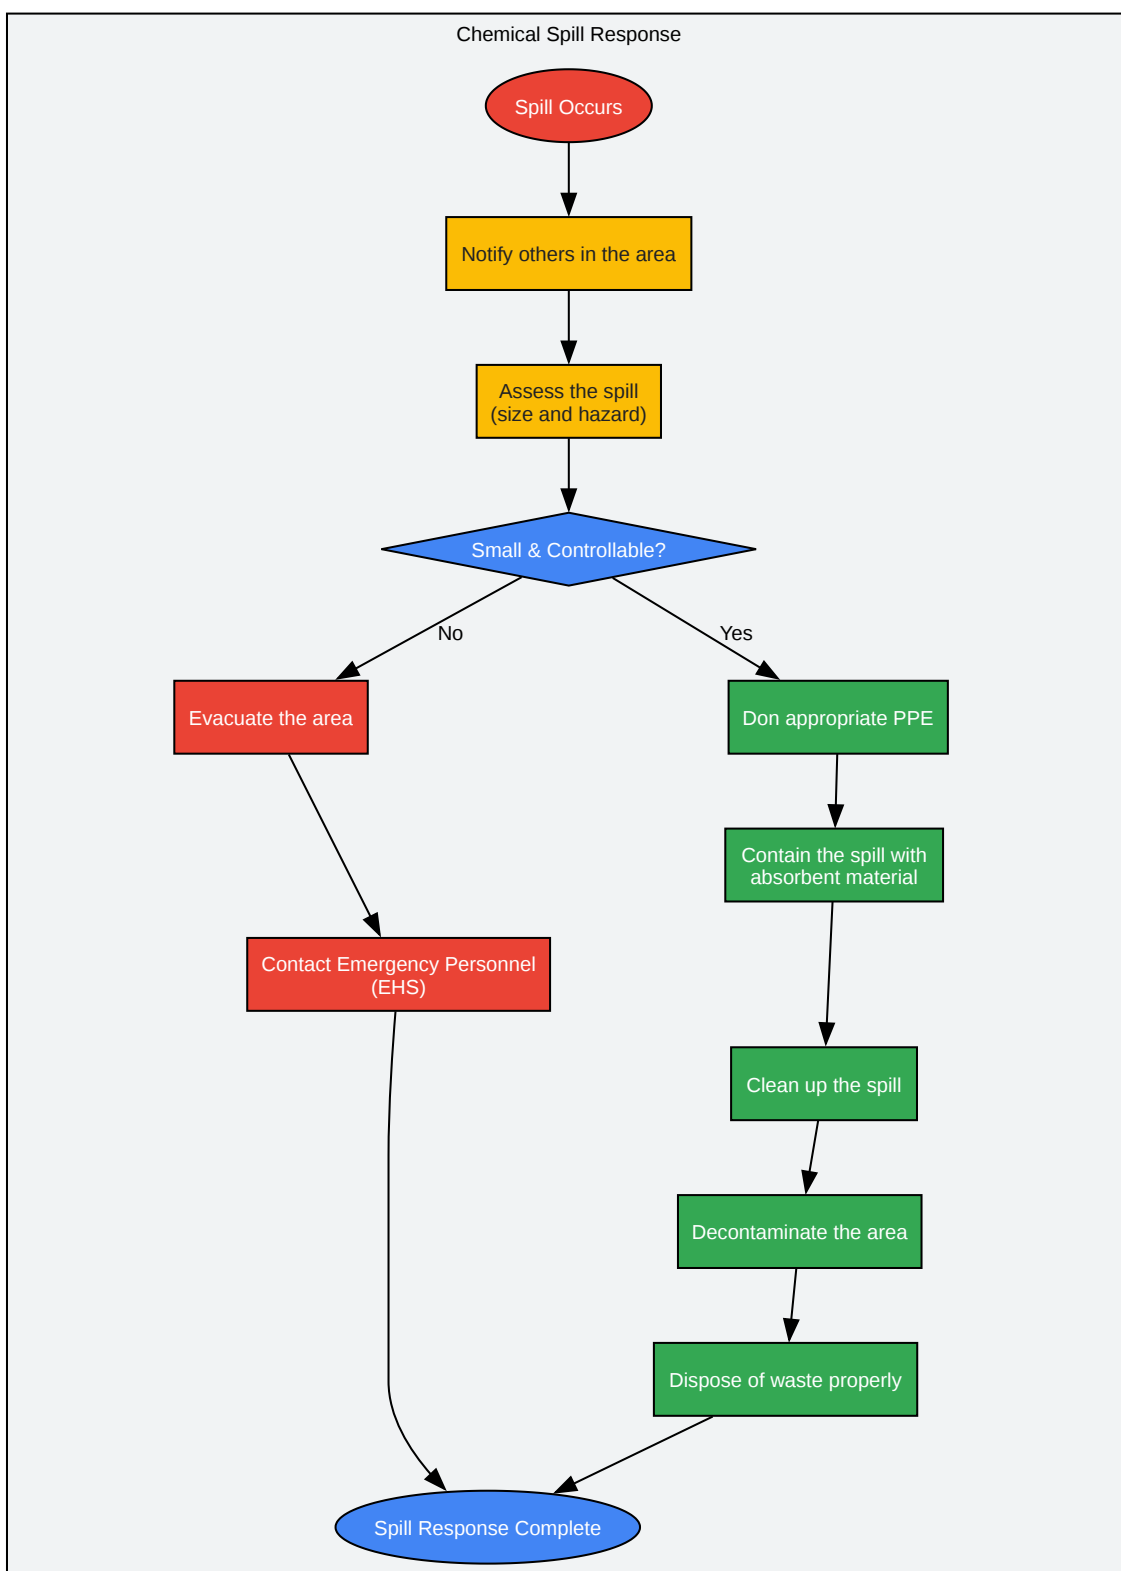 Chemical Spill Response
Spill Occurs
Notify others in the area
Assess the spill
(size and hazard)
Small & Controllable?
No
Yes
Evacuate the area
Don appropriate PPE
Contain the spill with
absorbent material
Contact Emergency Personnel
(EHS)
Clean up the spill
Decontaminate the area
Dispose of waste properly
Spill Response Complete